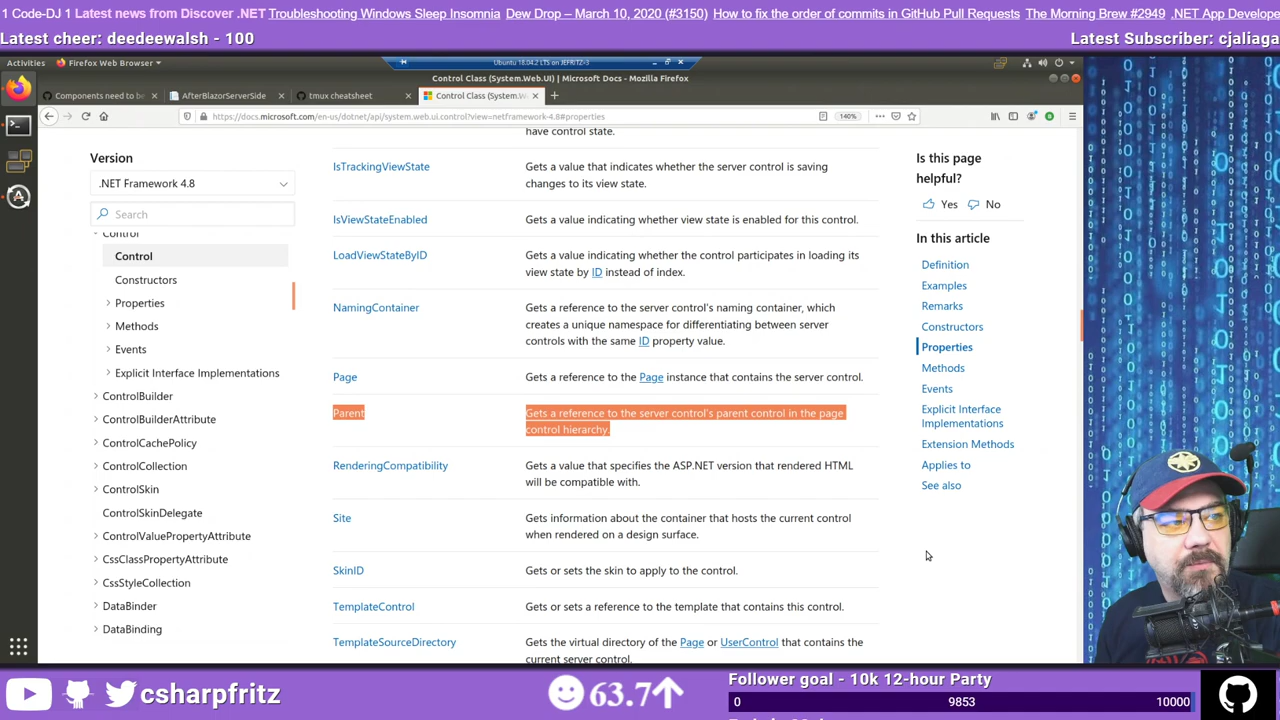 1 Code-DJ 1 Latest news from Discover .NET Troubleshooting Windows Sleep Insomnia Dew Drop – March 10, 2020 (#3150) How to fix the order of commits in GitHub Pull Requests The Morning Brew #2949 .NET App Develope
Latest cheer: deedeewalsh - 100
Latest Subscriber: cjaliaga
Activities Firefox Web Browser
Ubuntu 18.04.2 LTS on JEFRITZ-3
Control Class (System.Web.UI) | Microsoft Docs - Mozilla Firefox
Components need to be
AfterBlazorServerSide
tmux cheatsheet
Control Class (System.W
https://docs.microsoft.com/en-us/dotnet/api/system.web.ui.control?view=netframework-4.8#properties
140%
Version
.NET Framework 4.8
Search
Control
Control
Constructors
Properties
Methods
Events
Explicit Interface Implementations
ControlBuilder
ControlBuilderAttribute
ControlCachePolicy
ControlCollection
ControlSkin
ControlSkinDelegate
ControlValuePropertyAttribute
CssClassPropertyAttribute
CssStyleCollection
DataBinder
DataBinding
have control state.
IsTrackingViewState
Gets a value that indicates whether the server control is saving
changes to its view state.
IsViewStateEnabled
Gets a value indicating whether view state is enabled for this control.
LoadViewStateByID
Gets a value indicating whether the control participates in loading its
view state by ID instead of index.
NamingContainer
Gets a reference to the server control's naming container, which
creates a unique namespace for differentiating between server
controls with the same ID property value.
Page
Gets a reference to the Page instance that contains the server control.
Parent
Gets a reference to the server control's parent control in the page
control hierarchy.
RenderingCompatibility
Gets a value that specifies the ASP.NET version that rendered HTML
will be compatible with.
Site
Gets information about the container that hosts the current control
when rendered on a design surface.
SkinID
Gets or sets the skin to apply to the control.
TemplateControl
Gets or sets a reference to the template that contains this control.
TemplateSourceDirectory
Gets the virtual directory of the Page or UserControl that contains the
current server control.
Is this page
helpful?
Yes No
In this article
Definition
Examples
Remarks
Constructors
Properties
Methods
Events
Explicit Interface
Implementations
Extension Methods
Applies to
See also
csharpfritz
63.7
Follower goal - 10k 12-hour Party
0 9853 10000